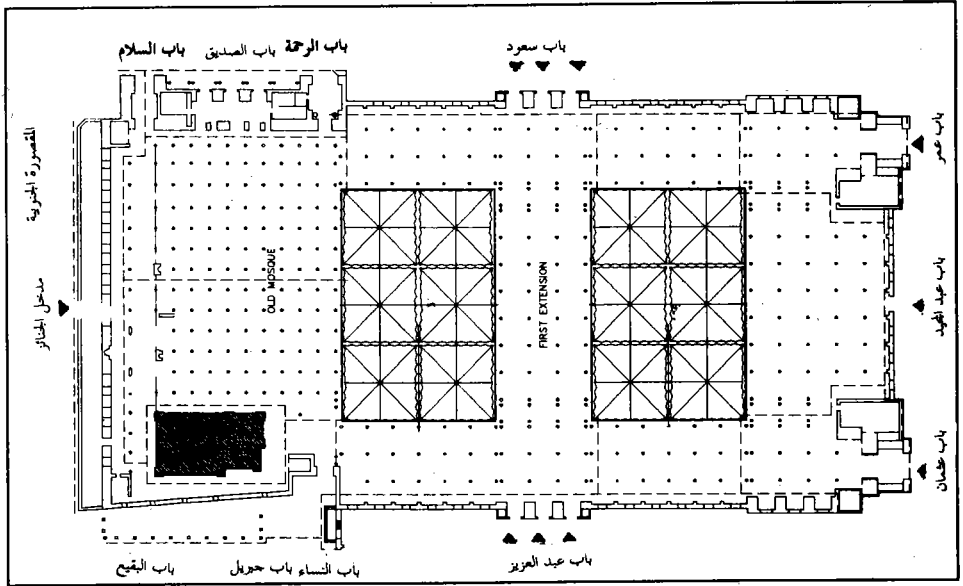 باب الرحمة
باب الصديق
باب السلام
باب سعود
باب عمر
باب عبد المجيد
باب عثمان
المقصورة الجنوبية
مدخل الجنائز
OLD MOSQUE
FIRST EXTENSION
باب عبد العزيز
باب النساء
باب جبريل
باب البقيع